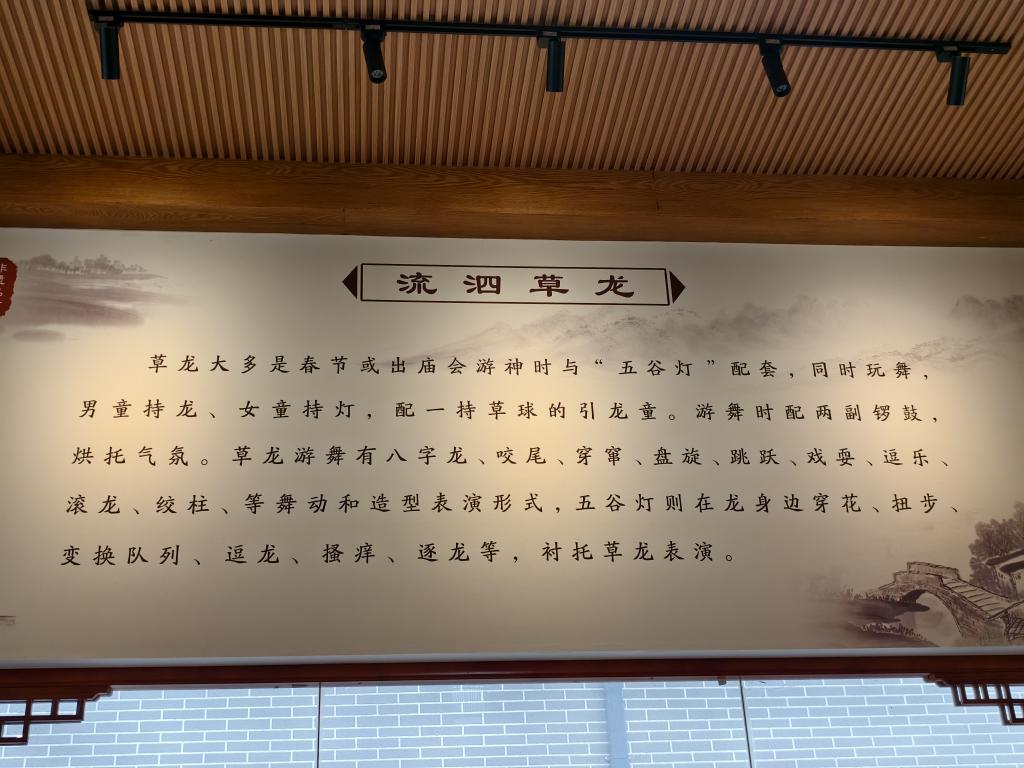 流泗草龙
草龙大多是春节或出庙会游神时与“五谷灯”配套，同时玩舞，
男童持龙、女童持灯，配一持草球的引龙童。游舞时配两副锣鼓，
烘托气氛。草龙游舞有八字龙、咬尾、穿窜、盘旋、跳跃、戏耍、逗乐、
滚龙、绞柱、等舞动和造型表演形式，五谷灯则在龙身边穿花、扭步、
变换队列、逗龙、搔痒、逐龙等，衬托草龙表演。